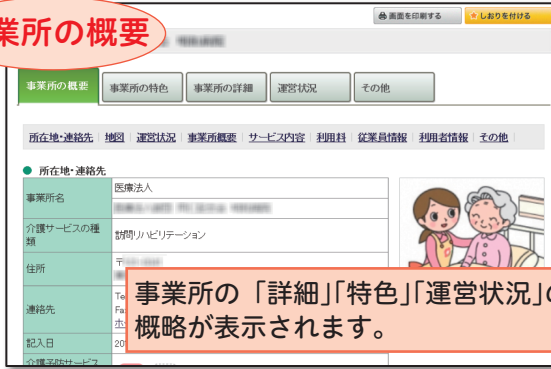 業所の概要
画面を印刷する しおりを付ける
事業所の概要 事業所の特色 事業所の詳細 運営状況 その他
所在地・連絡先 地図 運営状況 事業所概要 サービス内容 利用料 従業員情報 利用者情報 その他
● 所在地・連絡先
事業所名 医療法人
介護サービスの種類 訪問リハビリテーション
住所 〒
連絡先
Te
Fa
ホ
記入日 20
介護予防サービス
事業所の「詳細」「特色」「運営状況」の
概略が表示されます。